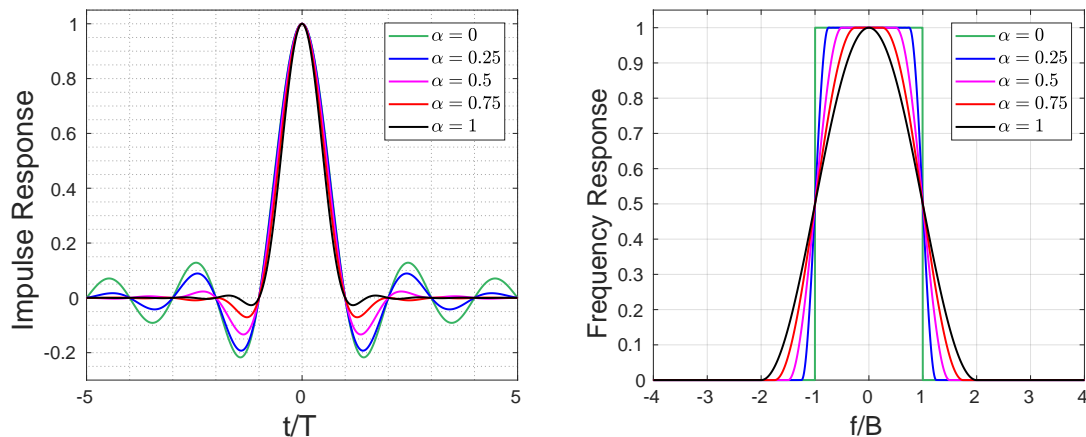 Impulse Response
1
0.8
0.6
0.4
0.2
0
-0.2
-5
0
5
t/T
α = 0
α = 0.25
α = 0.5
α = 0.75
α = 1
Frequency Response
1
0.9
0.8
0.7
0.6
0.5
0.4
0.3
0.2
0.1
0
-4
-3
-2
-1
0
1
2
3
4
f/B
α = 0
α = 0.25
α = 0.5
α = 0.75
α = 1